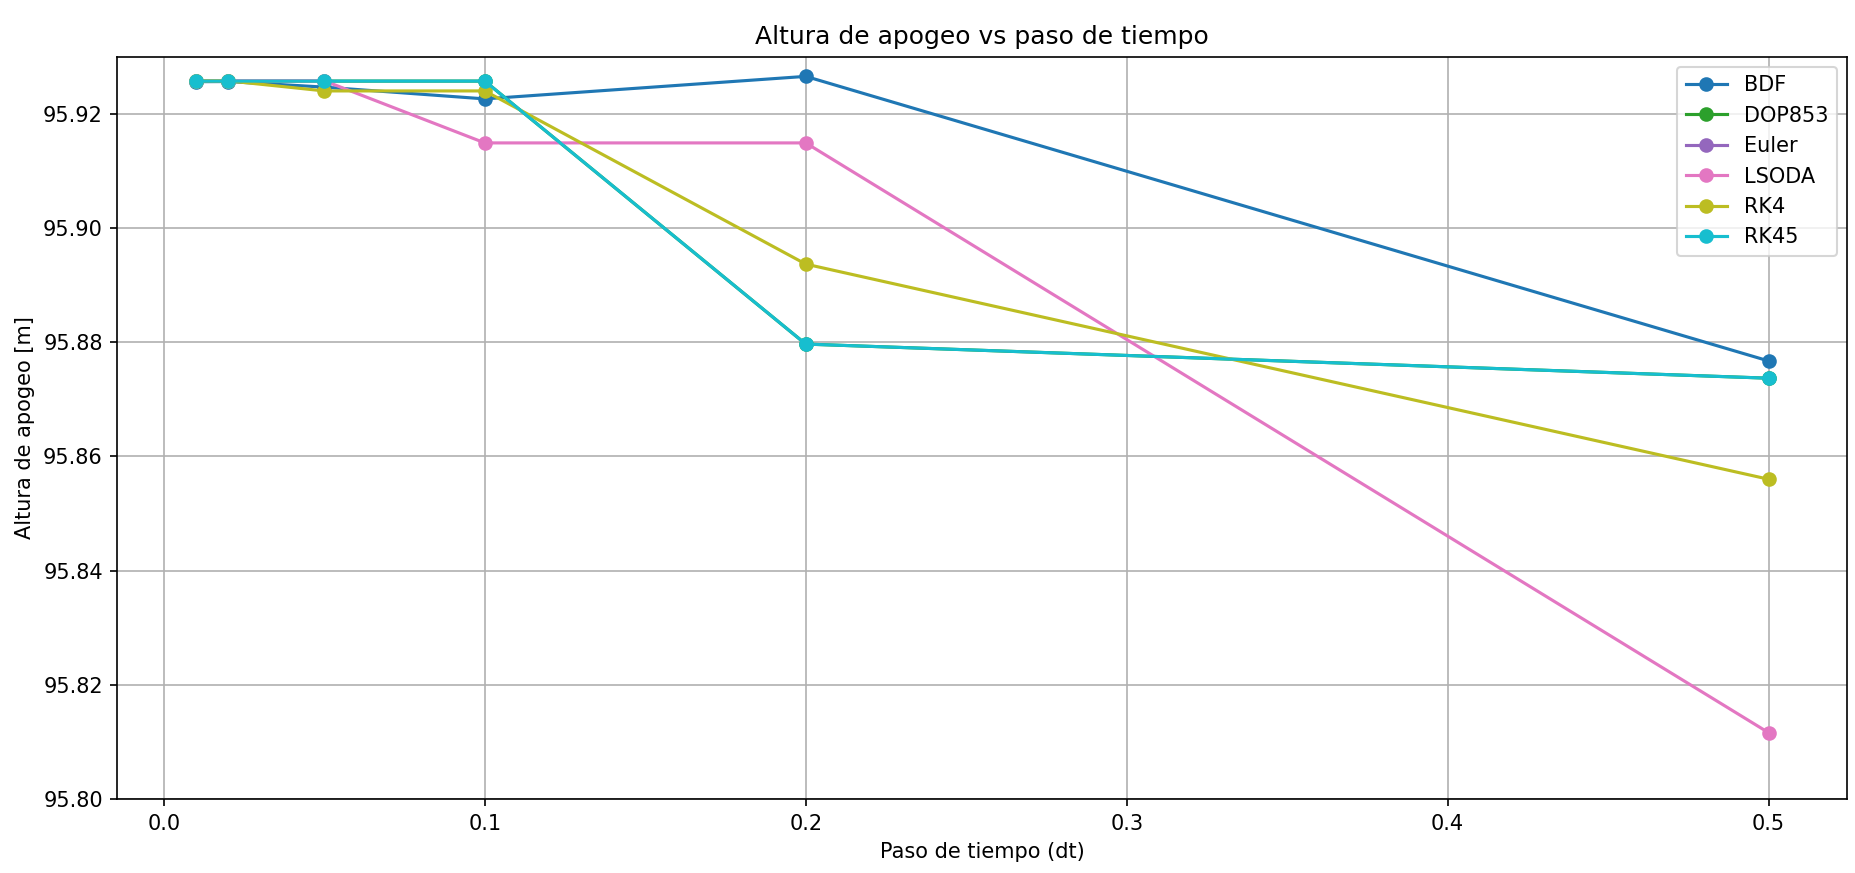 Altura de apogeo vs paso de tiempo
BDF
DOP853
Euler
LSODA
RK4
RK45
Altura de apogeo [m]
95.92
95.90
95.88
95.86
95.84
95.82
95.80
0.0 0.1 0.2 0.3 0.4 0.5
Paso de tiempo (dt)